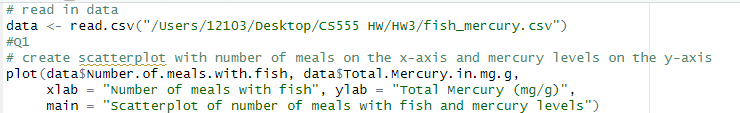 # read in data
data <- read.csv("/Users/12103/Desktop/CS555 HW/HW3/fish_mercury.csv")
#Q1
# create scatterplot with number of meals on the x-axis and mercury levels on the y-axis
plot(data$Number.of.meals.with.fish, data$Total.Mercury.in.mg.g,
     xlab = "Number of meals with fish", ylab = "Total Mercury (mg/g)",
     main = "Scatterplot of number of meals with fish and mercury levels")